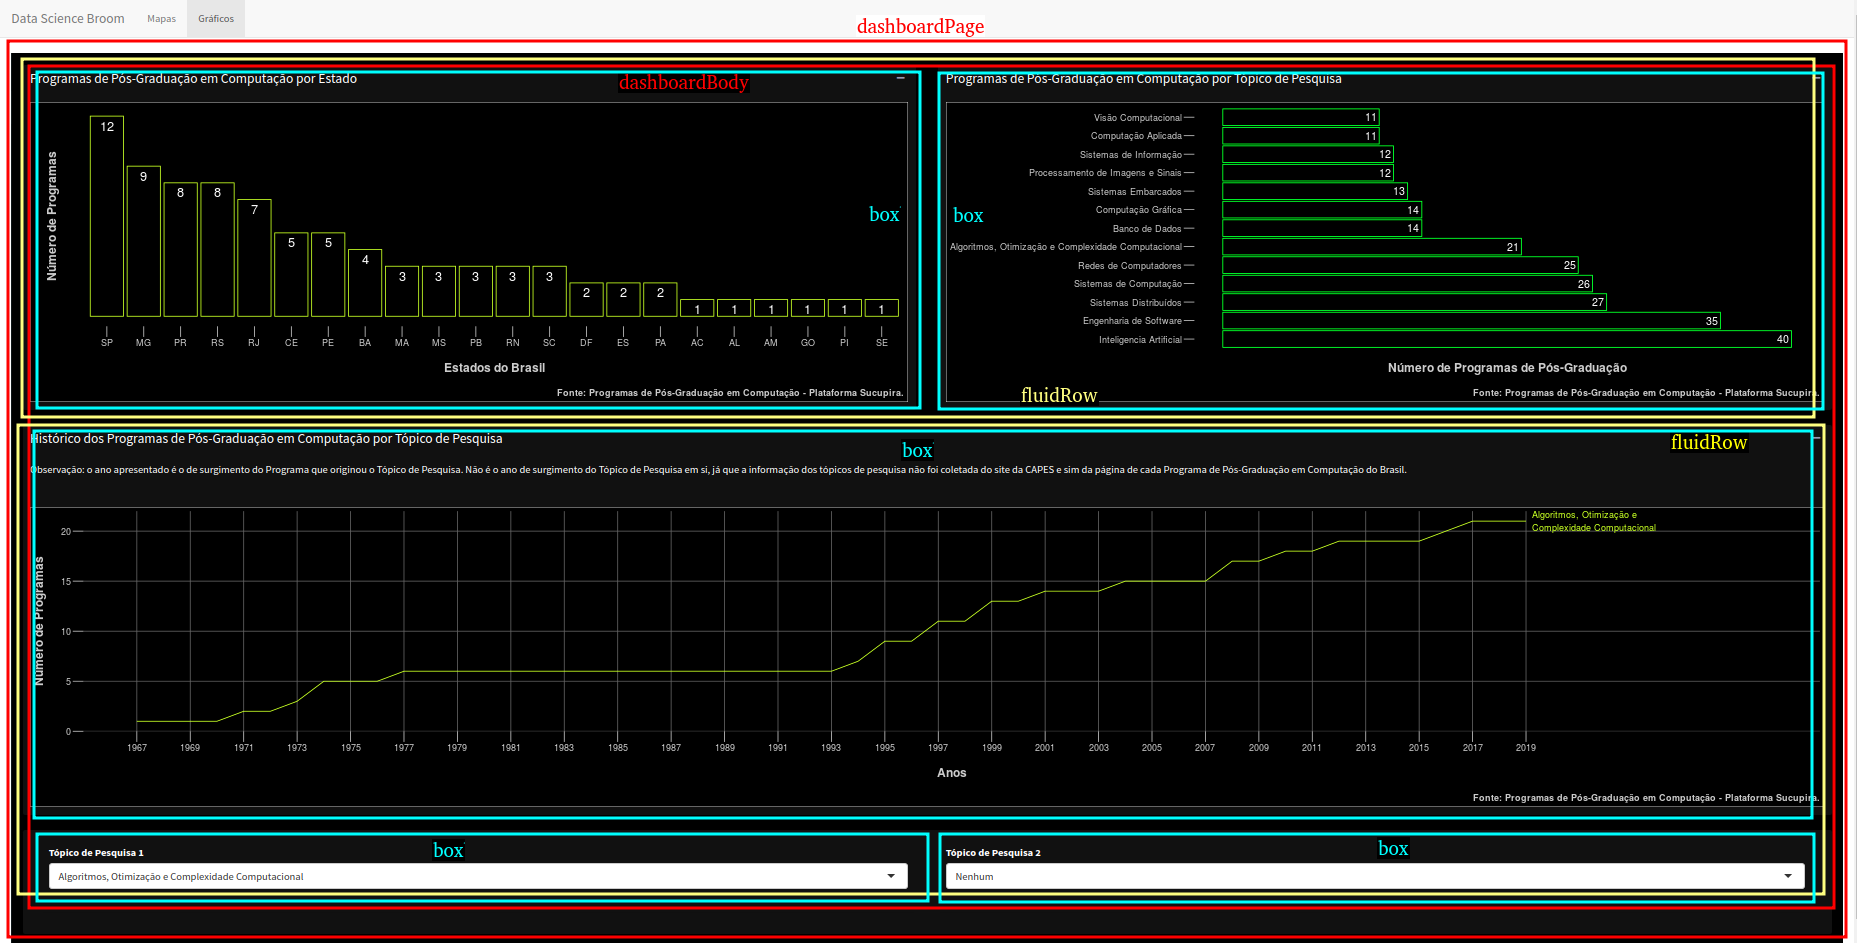 Data Science Broom Mapas Gráficos
dashboardPage
Programas de Pós-Graduação em Computação por Estado
dashboardBody
12
9
8
8
7
5
5
4
3
3
3
3
3
2
2
2
1
1
1
1
1
1
Número de Programas
box
SP MG PR RS RJ CE PE BA MA MS PB RN SC DF ES PA AC AL AM GO PI SE
Estados do Brasil
Fonte: Programas de Pós-Graduação em Computação - Plataforma Sucupira.
Programas de Pós-Graduação em Computação por Tópico de Pesquisa
Visão Computacional 11
Computação Aplicada 11
Sistemas de Informação 12
Processamento de Imagens e Sinais 12
Sistemas Embarcados 13
Computação Gráfica 14
box
Banco de Dados 14
Algoritmos, Otimização e Complexidade Computacional 21
Redes de Computadores 25
Sistemas de Computação 26
Sistemas Distribuídos 27
Engenharia de Software 35
Inteligencia Artificial 40
Número de Programas de Pós-Graduação
fluidRow
Fonte: Programas de Pós-Graduação em Computação - Plataforma Sucupira.
Histórico dos Programas de Pós-Graduação em Computação por Tópico de Pesquisa
box
fluidRow
Observação: o ano apresentado é o de surgimento do Programa que originou o Tópico de Pesquisa. Não é o ano de surgimento do Tópico de Pesquisa em si, já que a informação dos tópicos de pesquisa não foi coletada do site da CAPES e sim da página de cada Programa de Pós-Graduação em Computação do Brasil.
Algoritmos, Otimização e
Complexidade Computacional
Número de Programas
20
15
10
5
0
1967 1969 1971 1973 1975 1977 1979 1981 1983 1985 1987 1989 1991 1993 1995 1997 1999 2001 2003 2005 2007 2009 2011 2013 2015 2017 2019
Anos
Fonte: Programas de Pós-Graduação em Computação - Plataforma Sucupira.
box
Tópico de Pesquisa 1
Algoritmos, Otimização e Complexidade Computacional
box
Tópico de Pesquisa 2
Nenhum